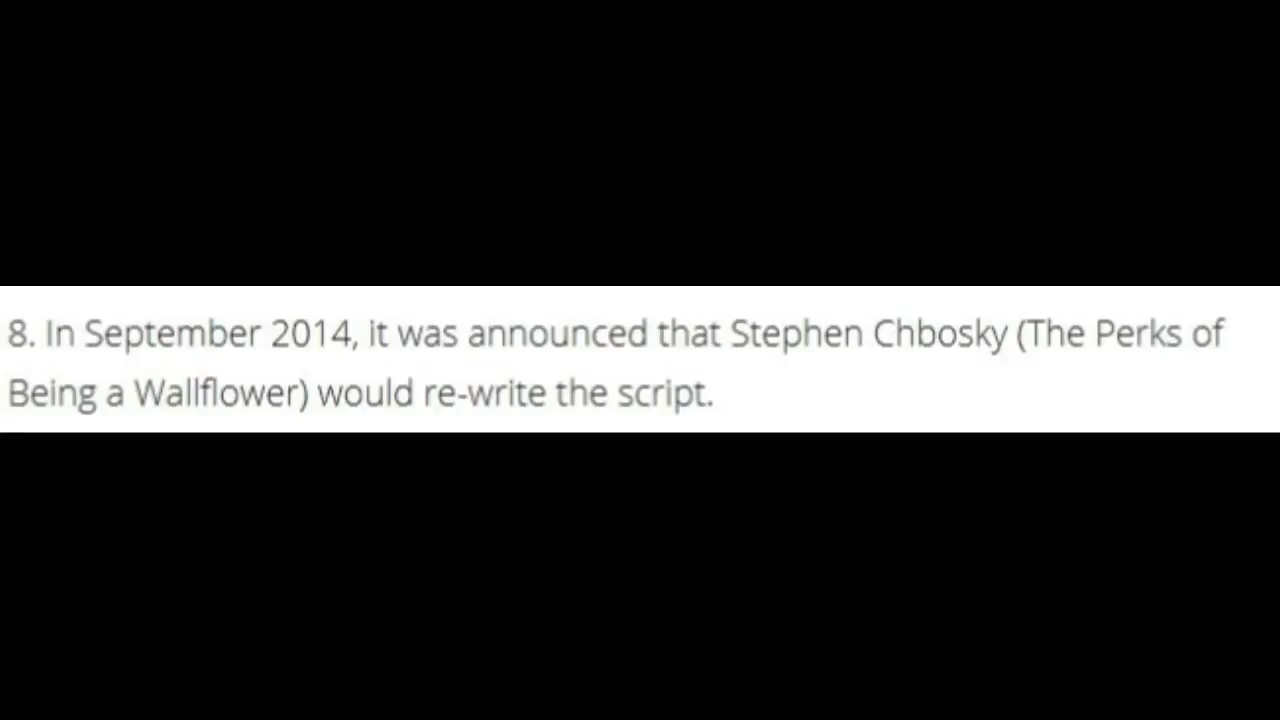 8. In September 2014, it was announced that Stephen Chbosky (The Perks of
Being a Wallflower) would re-write the script.